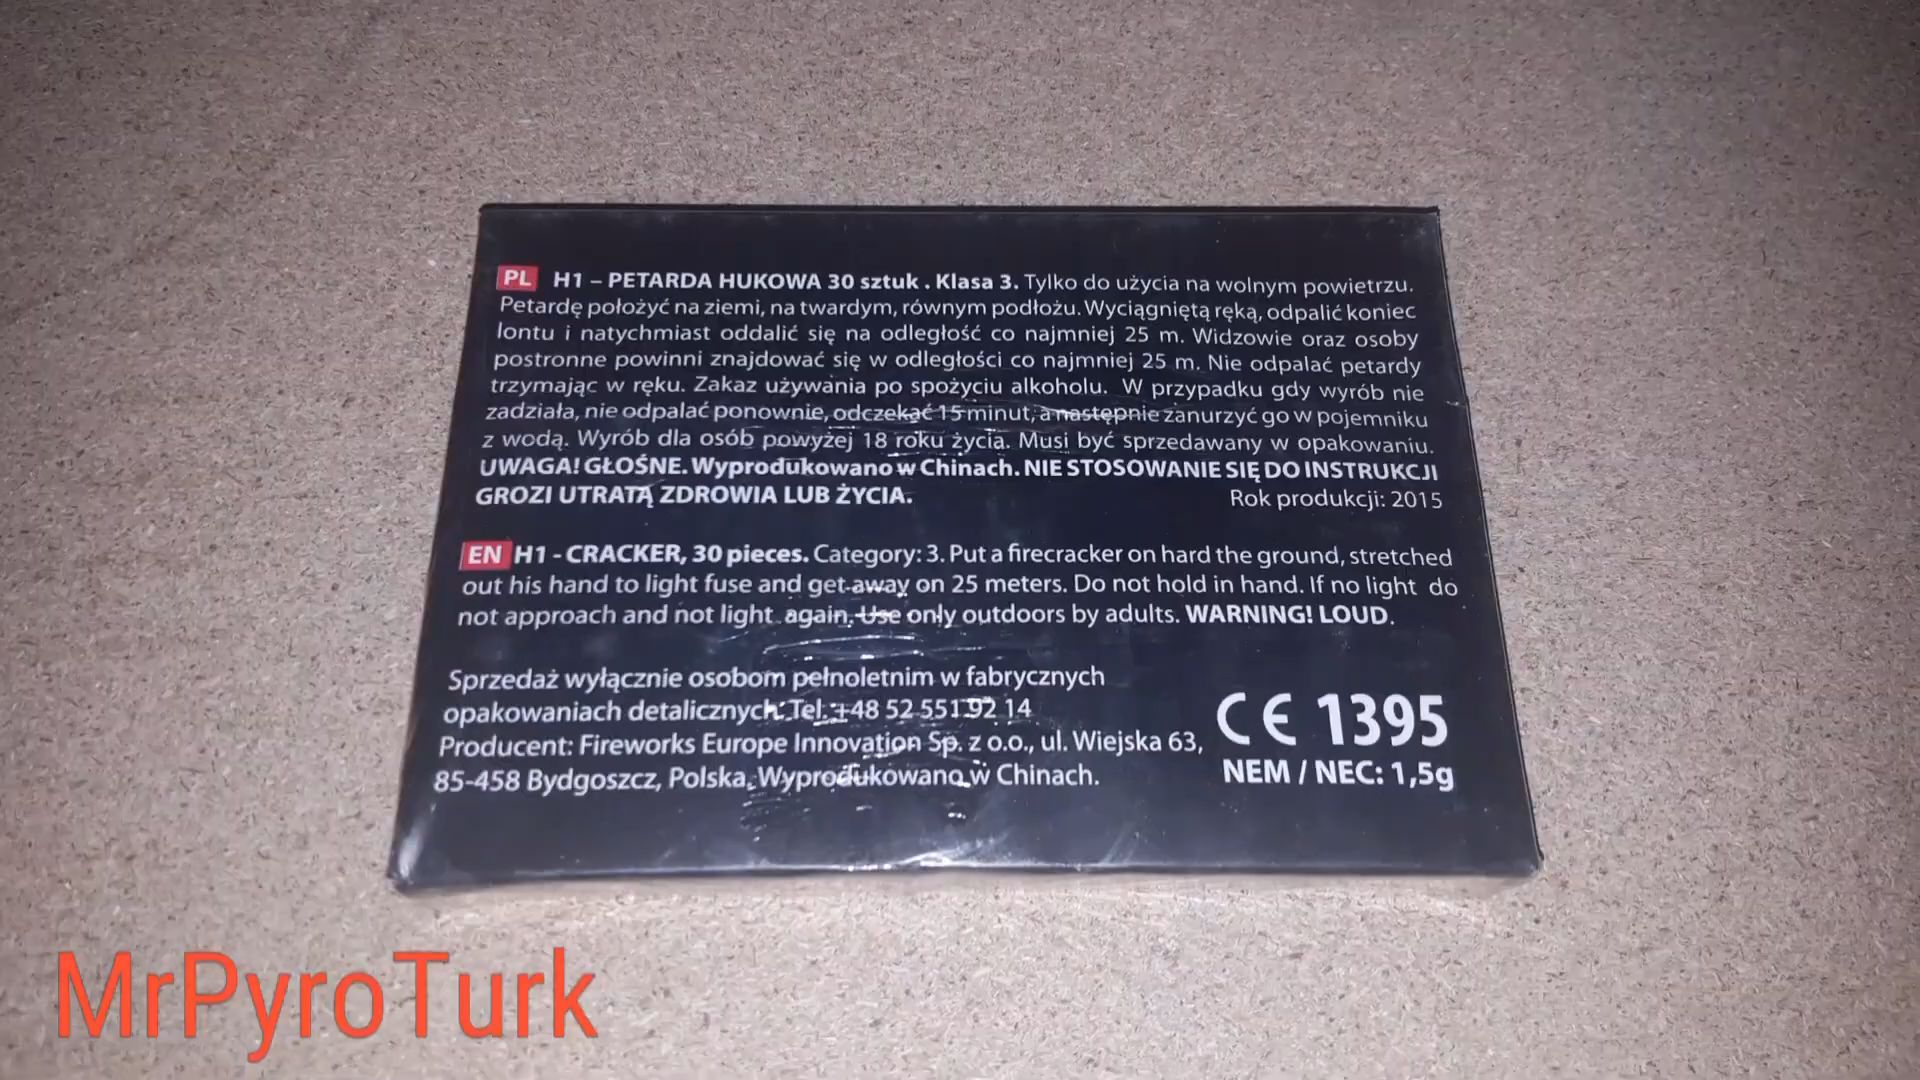 PL H1 – PETARDA HUKOWA 30 sztuk . Klasa 3. Tylko do użycia na wolnym powietrzu.
Petardę położyć na ziemi, na twardym, równym podłożu. Wyciągniętą ręką, odpalić koniec
lontu i natychmiast oddalić się na odległość co najmniej 25 m. Widzowie oraz osoby
postronne powinni znajdować się w odległości co najmniej 25 m. Nie odpalać petardy
trzymając w ręku. Zakaz używania po spożyciu alkoholu. W przypadku gdy wyrób nie
zadziała, nie odpalać ponownie, odczekać 15 minut, a następnie zanurzyć go w pojemniku
z wodą. Wyrób dla osób powyżej 18 roku życia. Musi być sprzedawany w opakowaniu.
UWAGA! GŁOŚNE. Wyprodukowano w Chinach. NIE STOSOWANIE SIĘ DO INSTRUKCJI
GROZI UTRATĄ ZDROWIA LUB ŻYCIA.
Rok produkcji: 2015
EN H1 - CRACKER, 30 pieces. Category: 3. Put a firecracker on hard the ground, stretched
out his hand to light fuse and get away on 25 meters. Do not hold in hand. If no light do
not approach and not light again. Use only outdoors by adults. WARNING! LOUD.
Sprzedaż wyłącznie osobom pełnoletnim w fabrycznych
opakowaniach detalicznych. Tel. +48 52 551 92 14
Producent: Fireworks Europe Innovation Sp. z o.o., ul. Wiejska 63,
85-458 Bydgoszcz, Polska. Wyprodukowano w Chinach.
CE 1395
NEM / NEC: 1,5g
MrPyroTurk